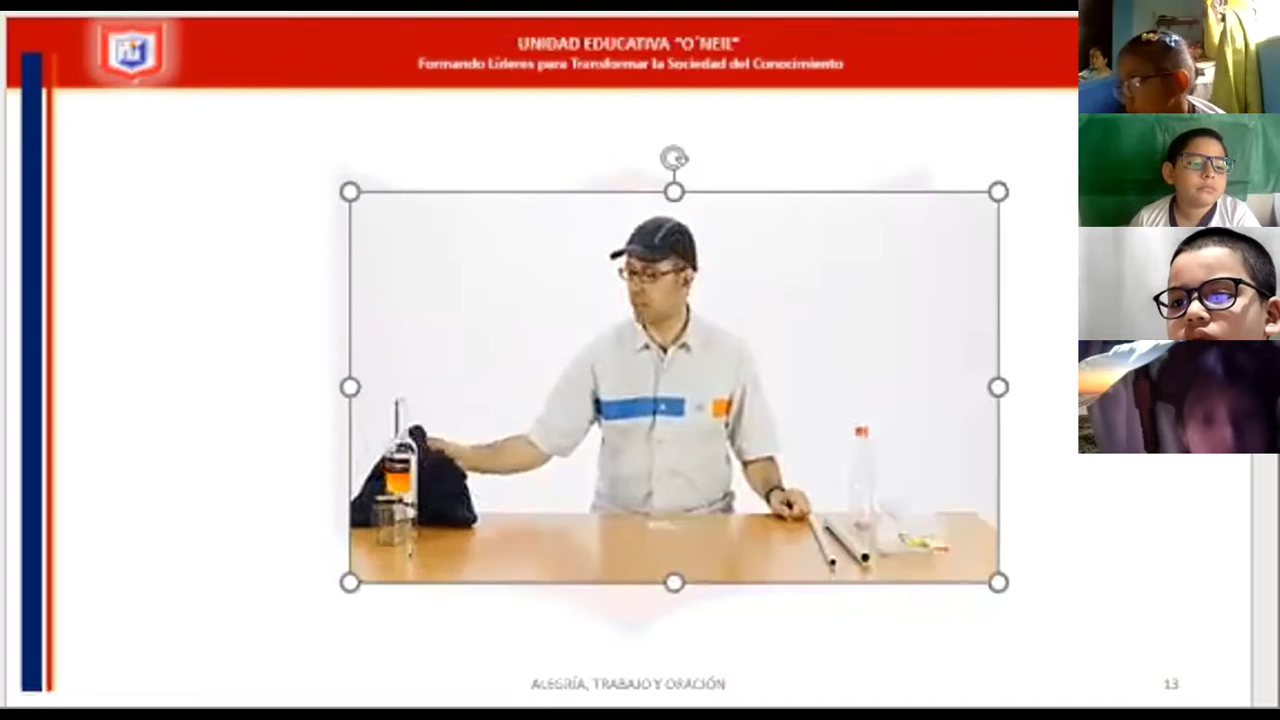 UNIDAD EDUCATIVA "O´NEIL"
Formando Líderes para Transformar la Sociedad del Conocimiento
ALEGRÍA, TRABAJO Y ORACIÓN
13